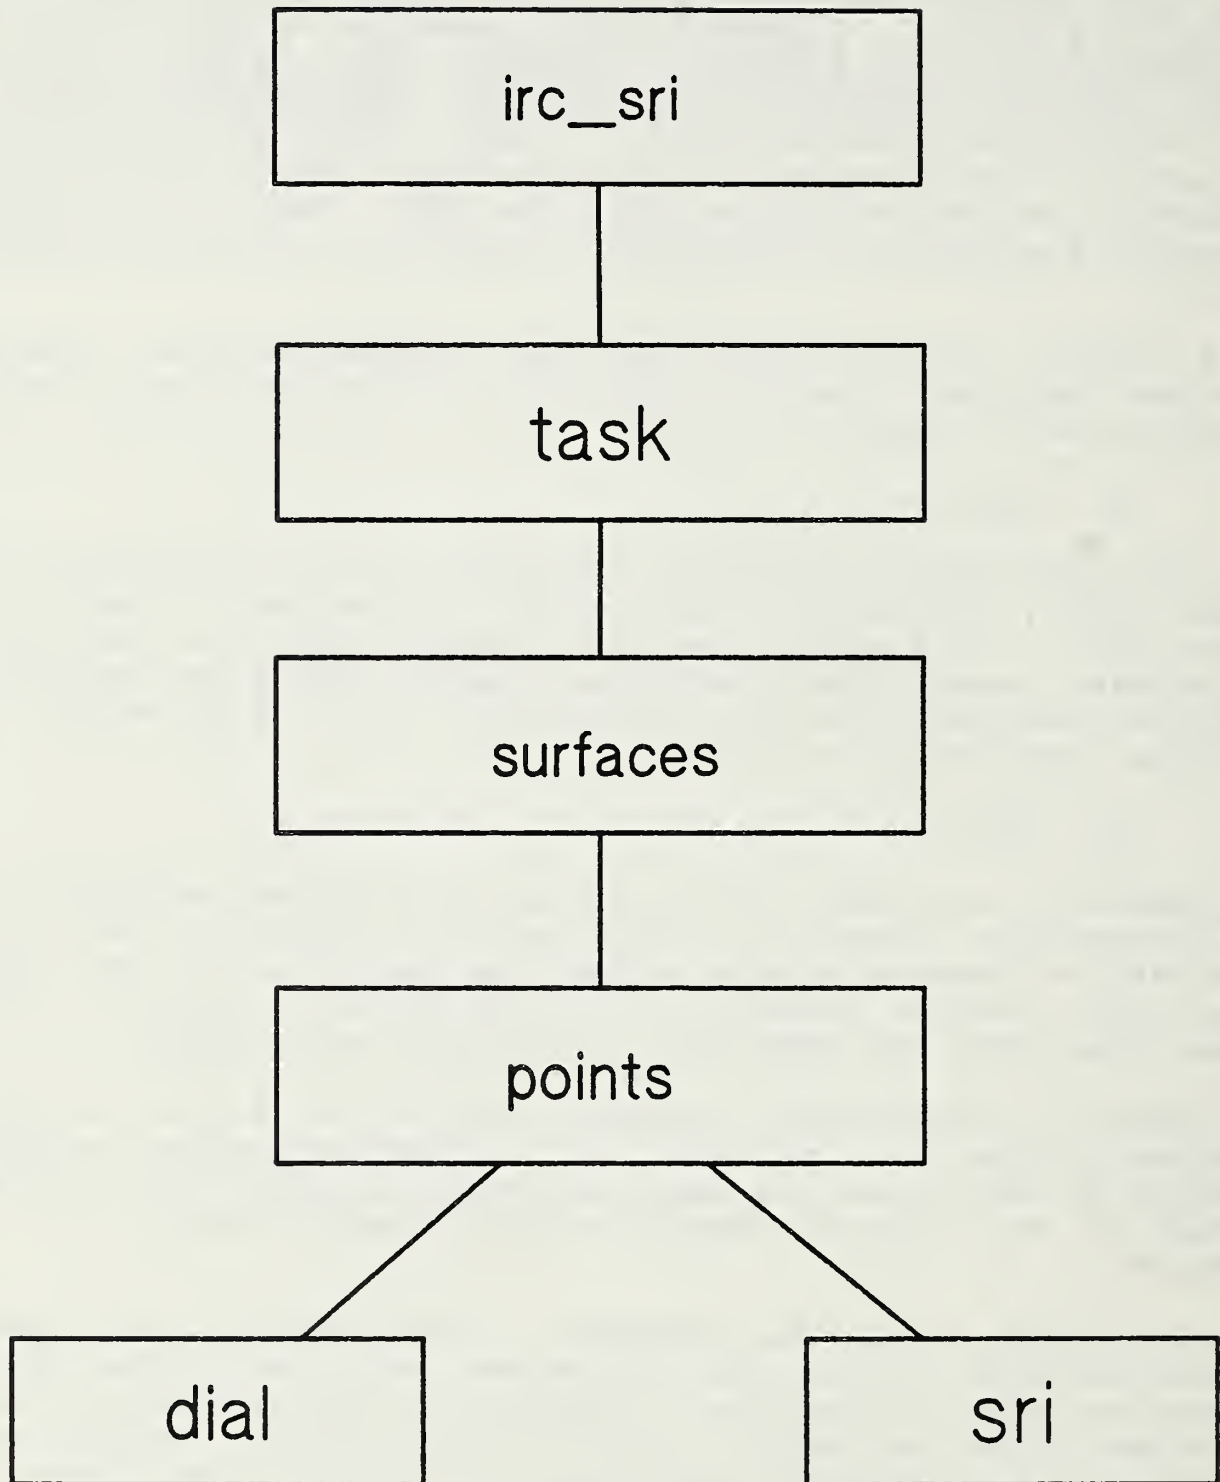 irc_sri
task
surfaces
points
dial
sri